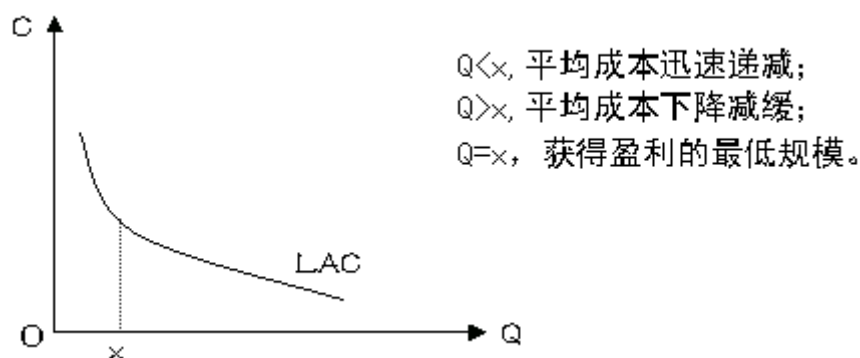 C
Q<x, 平均成本迅速递减;
Q>x, 平均成本下降减缓;
Q=x, 获得盈利的最低规模。
LAC
O
Q
x